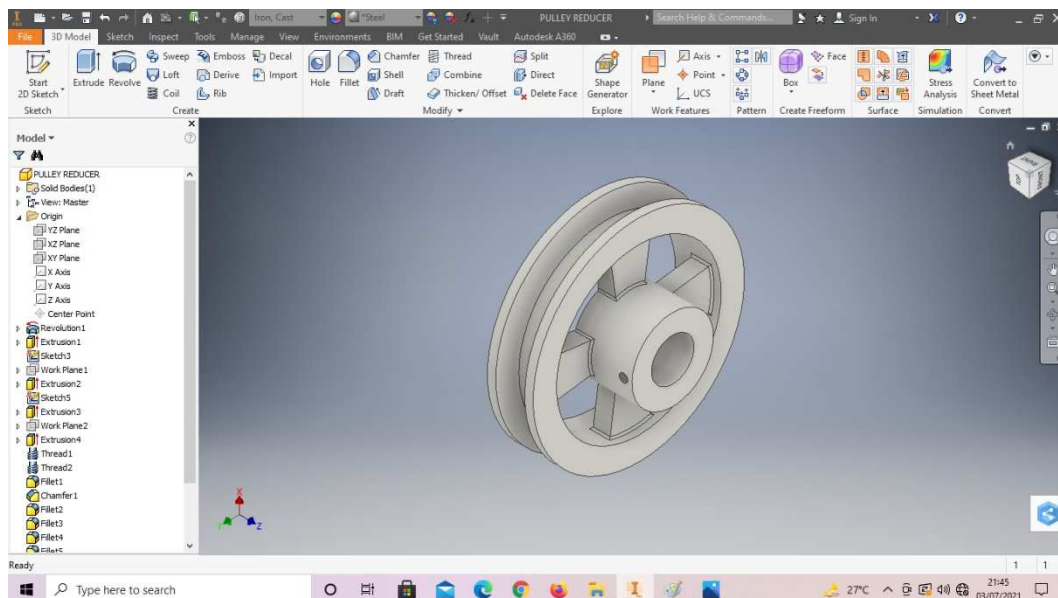 I PRO
Iron, Cast
*Steel
PULLEY REDUCER
Search Help & Commands...
Sign In
File 3D Model Sketch Inspect Tools Manage View Environments BIM Get Started Vault Autodesk A360
Start 2D Sketch
Extrude
Revolve
Sweep
Emboss
Decal
Loft
Derive
Import
Coil
Rib
Hole
Fillet
Chamfer
Thread
Split
Shell
Combine
Direct
Draft
Thicken/ Offset
Delete Face
Shape Generator
Plane
Axis
Point
UCS
Box
Face
Stress Analysis
Convert to Sheet Metal
Sketch
Create
Modify
Explore
Work Features
Pattern
Create Freeform
Surface
Simulation
Convert
Model
PULLEY REDUCER
Solid Bodies(1)
View: Master
Origin
YZ Plane
XZ Plane
XY Plane
X Axis
Y Axis
Z Axis
Center Point
Revolution1
Extrusion1
Sketch3
Work Plane1
Extrusion2
Sketch5
Extrusion3
Work Plane2
Extrusion4
Thread1
Thread2
Fillet1
Chamfer1
Fillet2
Fillet3
Fillet4
Fillet5
TOP
FRONT
X
Y
Z
Ready
1 1
Type here to search
27°C
21:45
03/07/2021